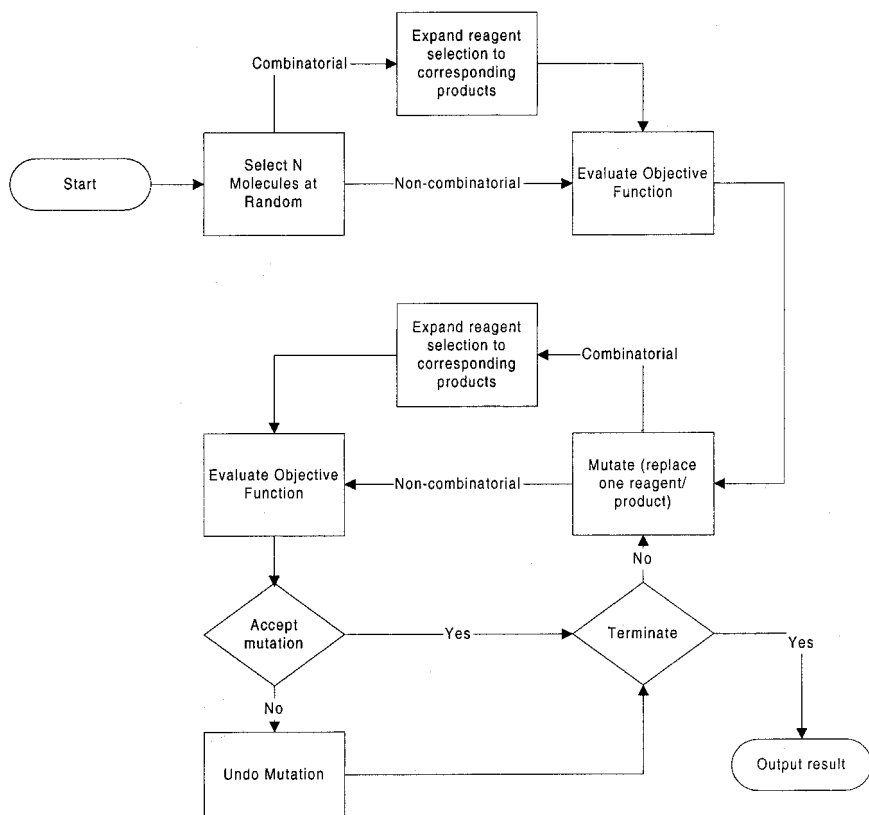 Expand reagent
selection to
corresponding
products
Combinatorial
Start
Select N
Molecules at
Random
Non-combinatorial
Evaluate Objective
Function
Expand reagent
selection to
corresponding
products
Combinatorial
Evaluate Objective
Function
Non-combinatorial
Mutate (replace
one reagent/
product)
No
Accept
mutation
Yes
Terminate
Yes
No
Undo Mutation
Output result